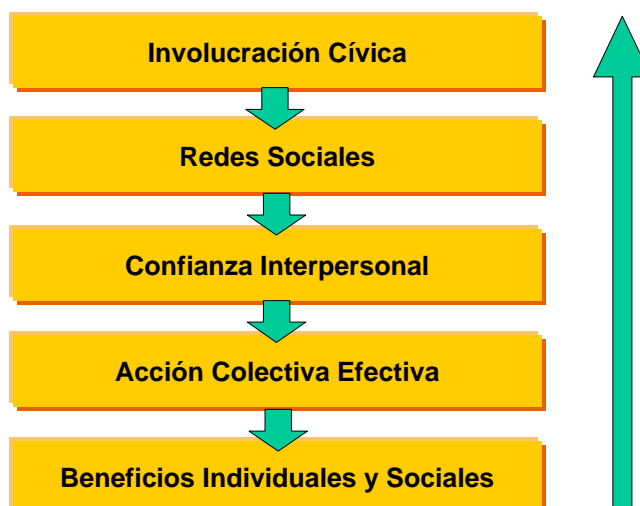 Involucración Cívica
Redes Sociales
Confianza Interpersonal
Acción Colectiva Efectiva
Beneficios Individuales y Sociales